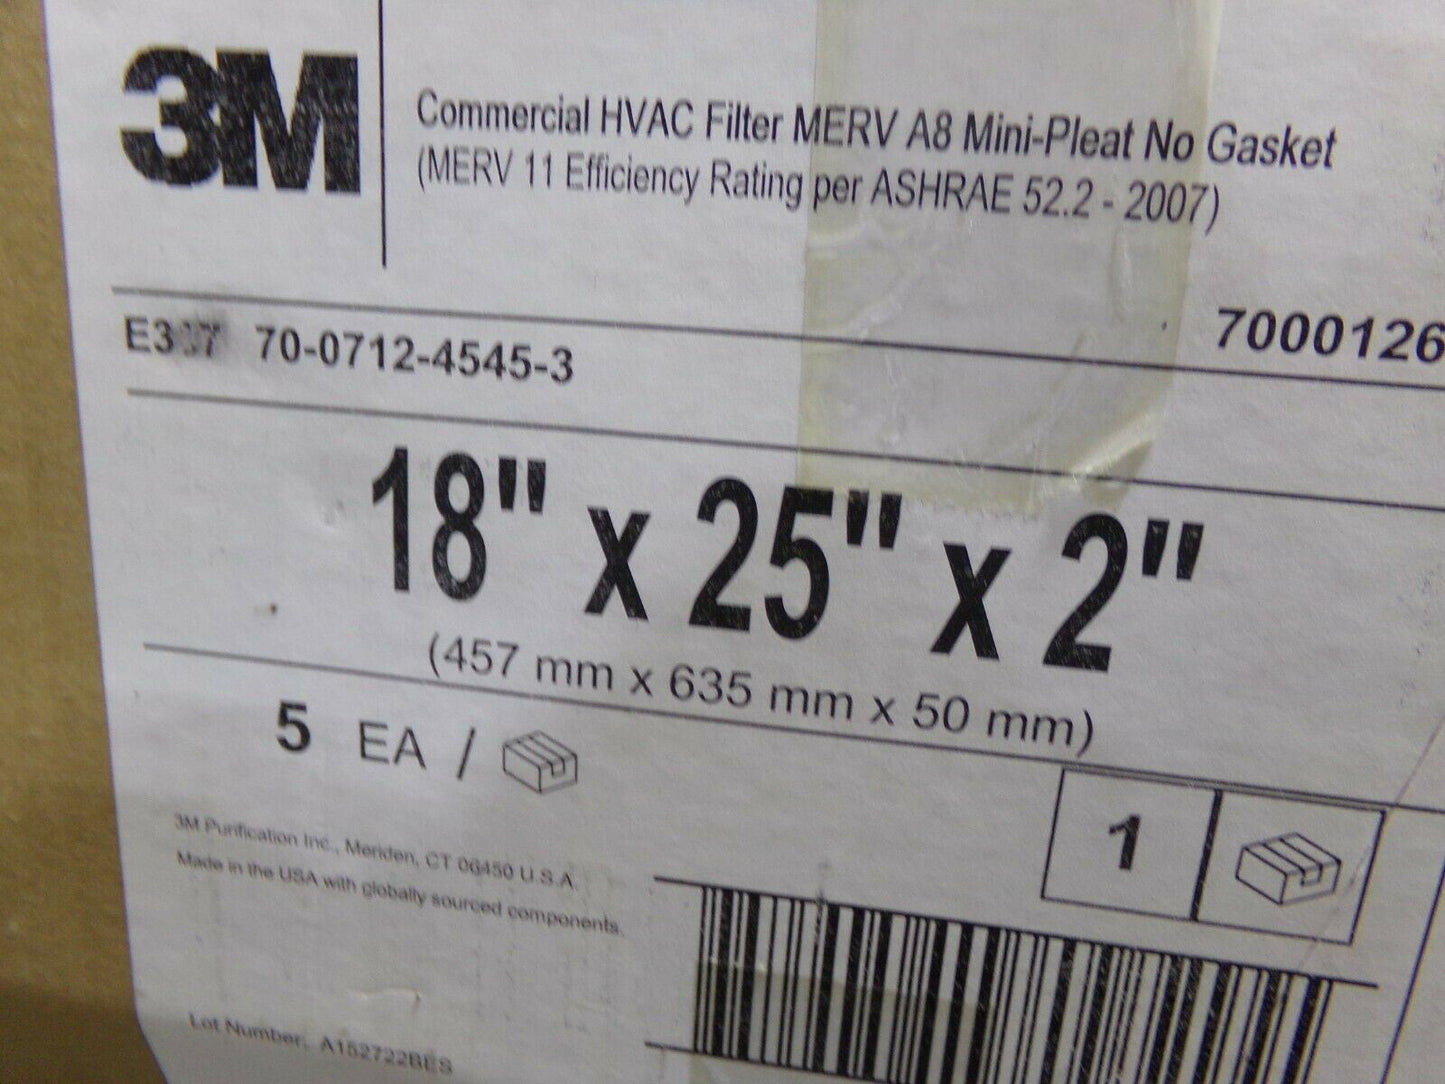 3M
Commercial HVAC Filter MERV A8 Mini-Pleat No Gasket
(MERV 11 Efficiency Rating per ASHRAE 52.2 - 2007)
70-0712-4545-3
7000126
18" x 25" x 2"
(457 mm x 635 mm x 50 mm)
5 EA /
1
3M Purification Inc., Meriden, CT 06450 U.S.A.
Made in the USA with globally sourced components.
Lot Number: A152722BES